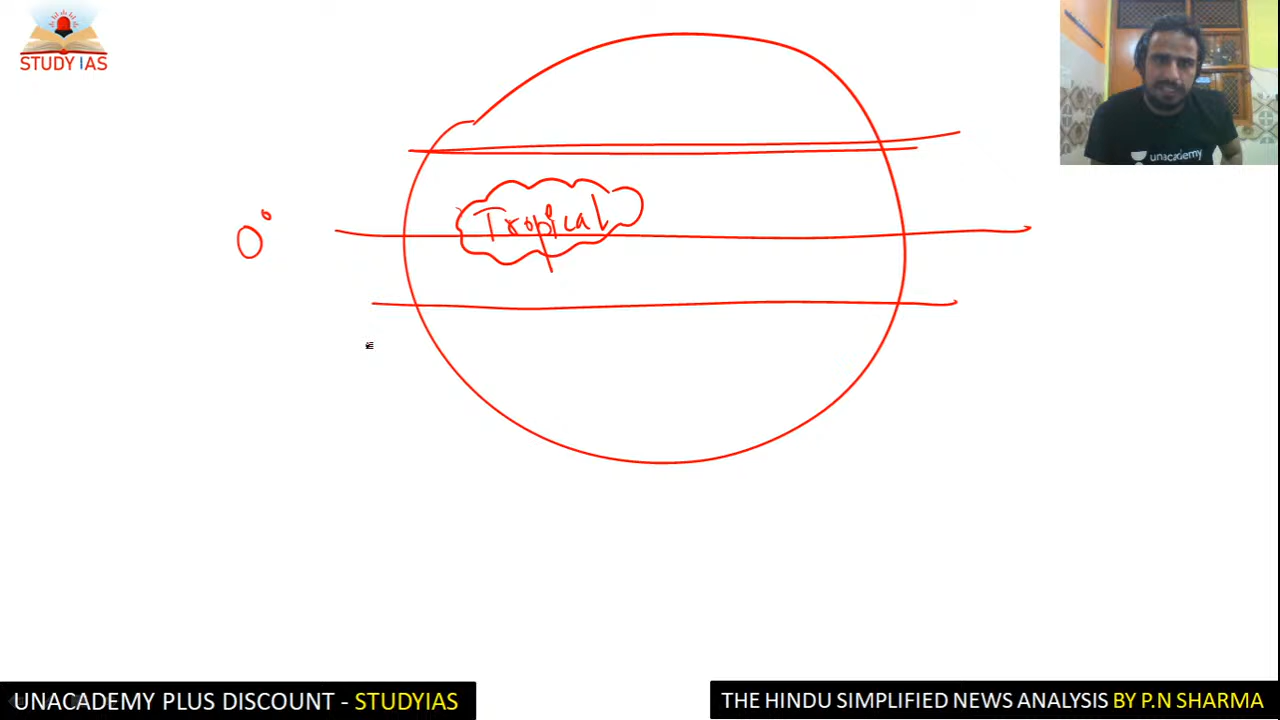 STUDY IAS
unacademy
0°
Tropical
UNACADEMY PLUS DISCOUNT - STUDYIAS
THE HINDU SIMPLIFIED NEWS ANALYSIS BY P.N SHARMA